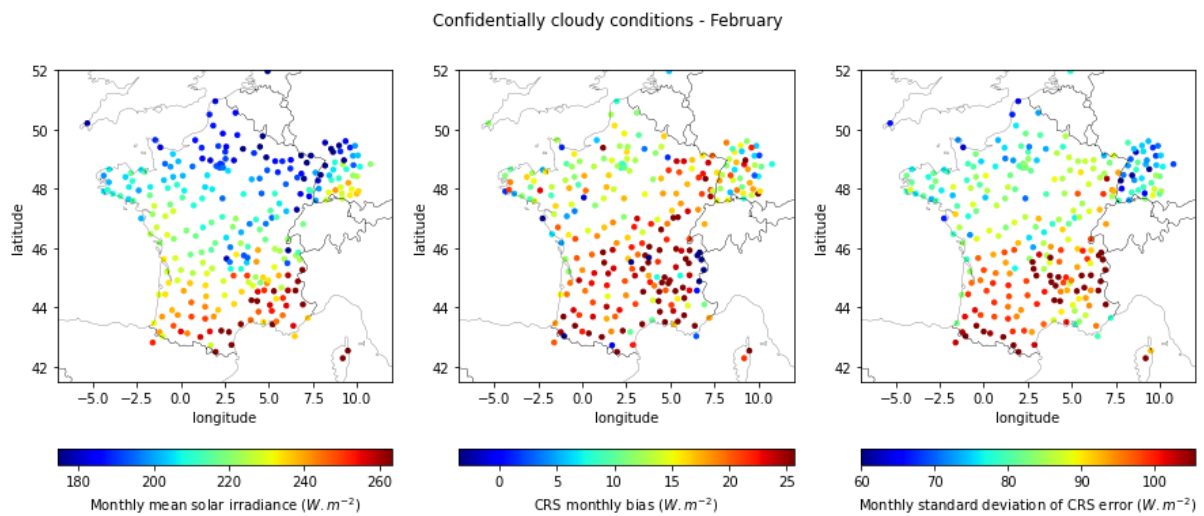 Confidentially cloudy conditions - February
52
50
48
46
44
42
latitude
−5.0 −2.5 0.0 2.5 5.0 7.5 10.0
longitude
180 200 220 240 260
Monthly mean solar irradiance (W.m⁻²)
52
50
48
46
44
42
latitude
−5.0 −2.5 0.0 2.5 5.0 7.5 10.0
longitude
0 5 10 15 20 25
CRS monthly bias (W.m⁻²)
52
50
48
46
44
42
latitude
−5.0 −2.5 0.0 2.5 5.0 7.5 10.0
longitude
60 70 80 90 100
Monthly standard deviation of CRS error (W.m⁻²)